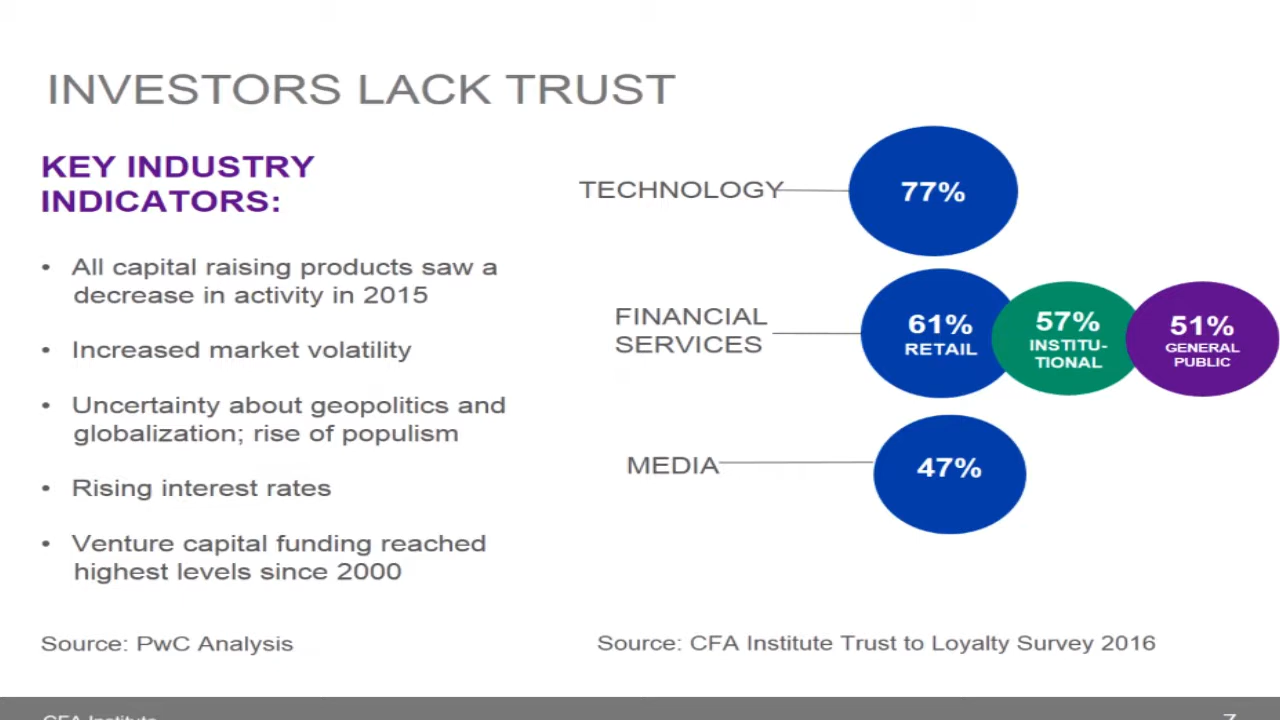 INVESTORS LACK TRUST
KEY INDUSTRY
INDICATORS:
• All capital raising products saw a
decrease in activity in 2015
• Increased market volatility
• Uncertainty about geopolitics and
globalization; rise of populism
• Rising interest rates
• Venture capital funding reached
highest levels since 2000
Source: PwC Analysis
TECHNOLOGY
77%
FINANCIAL
SERVICES
61%
RETAIL
57%
INSTITU-
TIONAL
51%
GENERAL
PUBLIC
MEDIA
47%
Source: CFA Institute Trust to Loyalty Survey 2016
CFA Institute
7